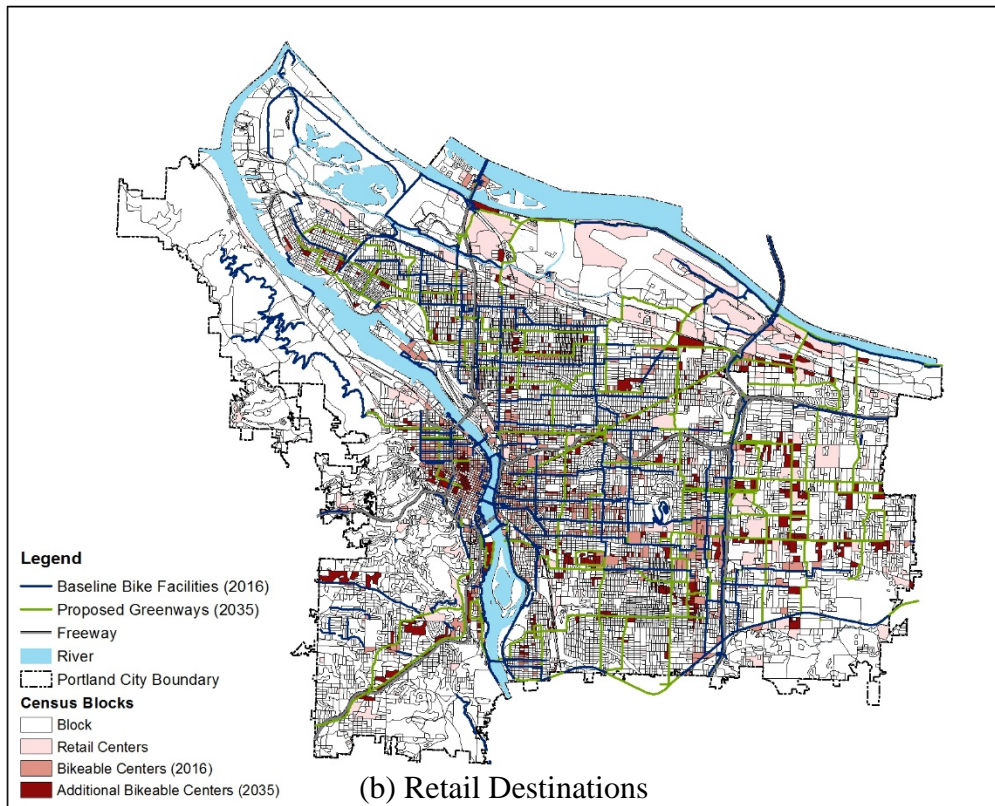 Legend
Baseline Bike Facilities (2016)
Proposed Greenways (2035)
Freeway
River
Portland City Boundary
Census Blocks
Block
Retail Centers
Bikeable Centers (2016)
Additional Bikeable Centers (2035)
(b) Retail Destinations